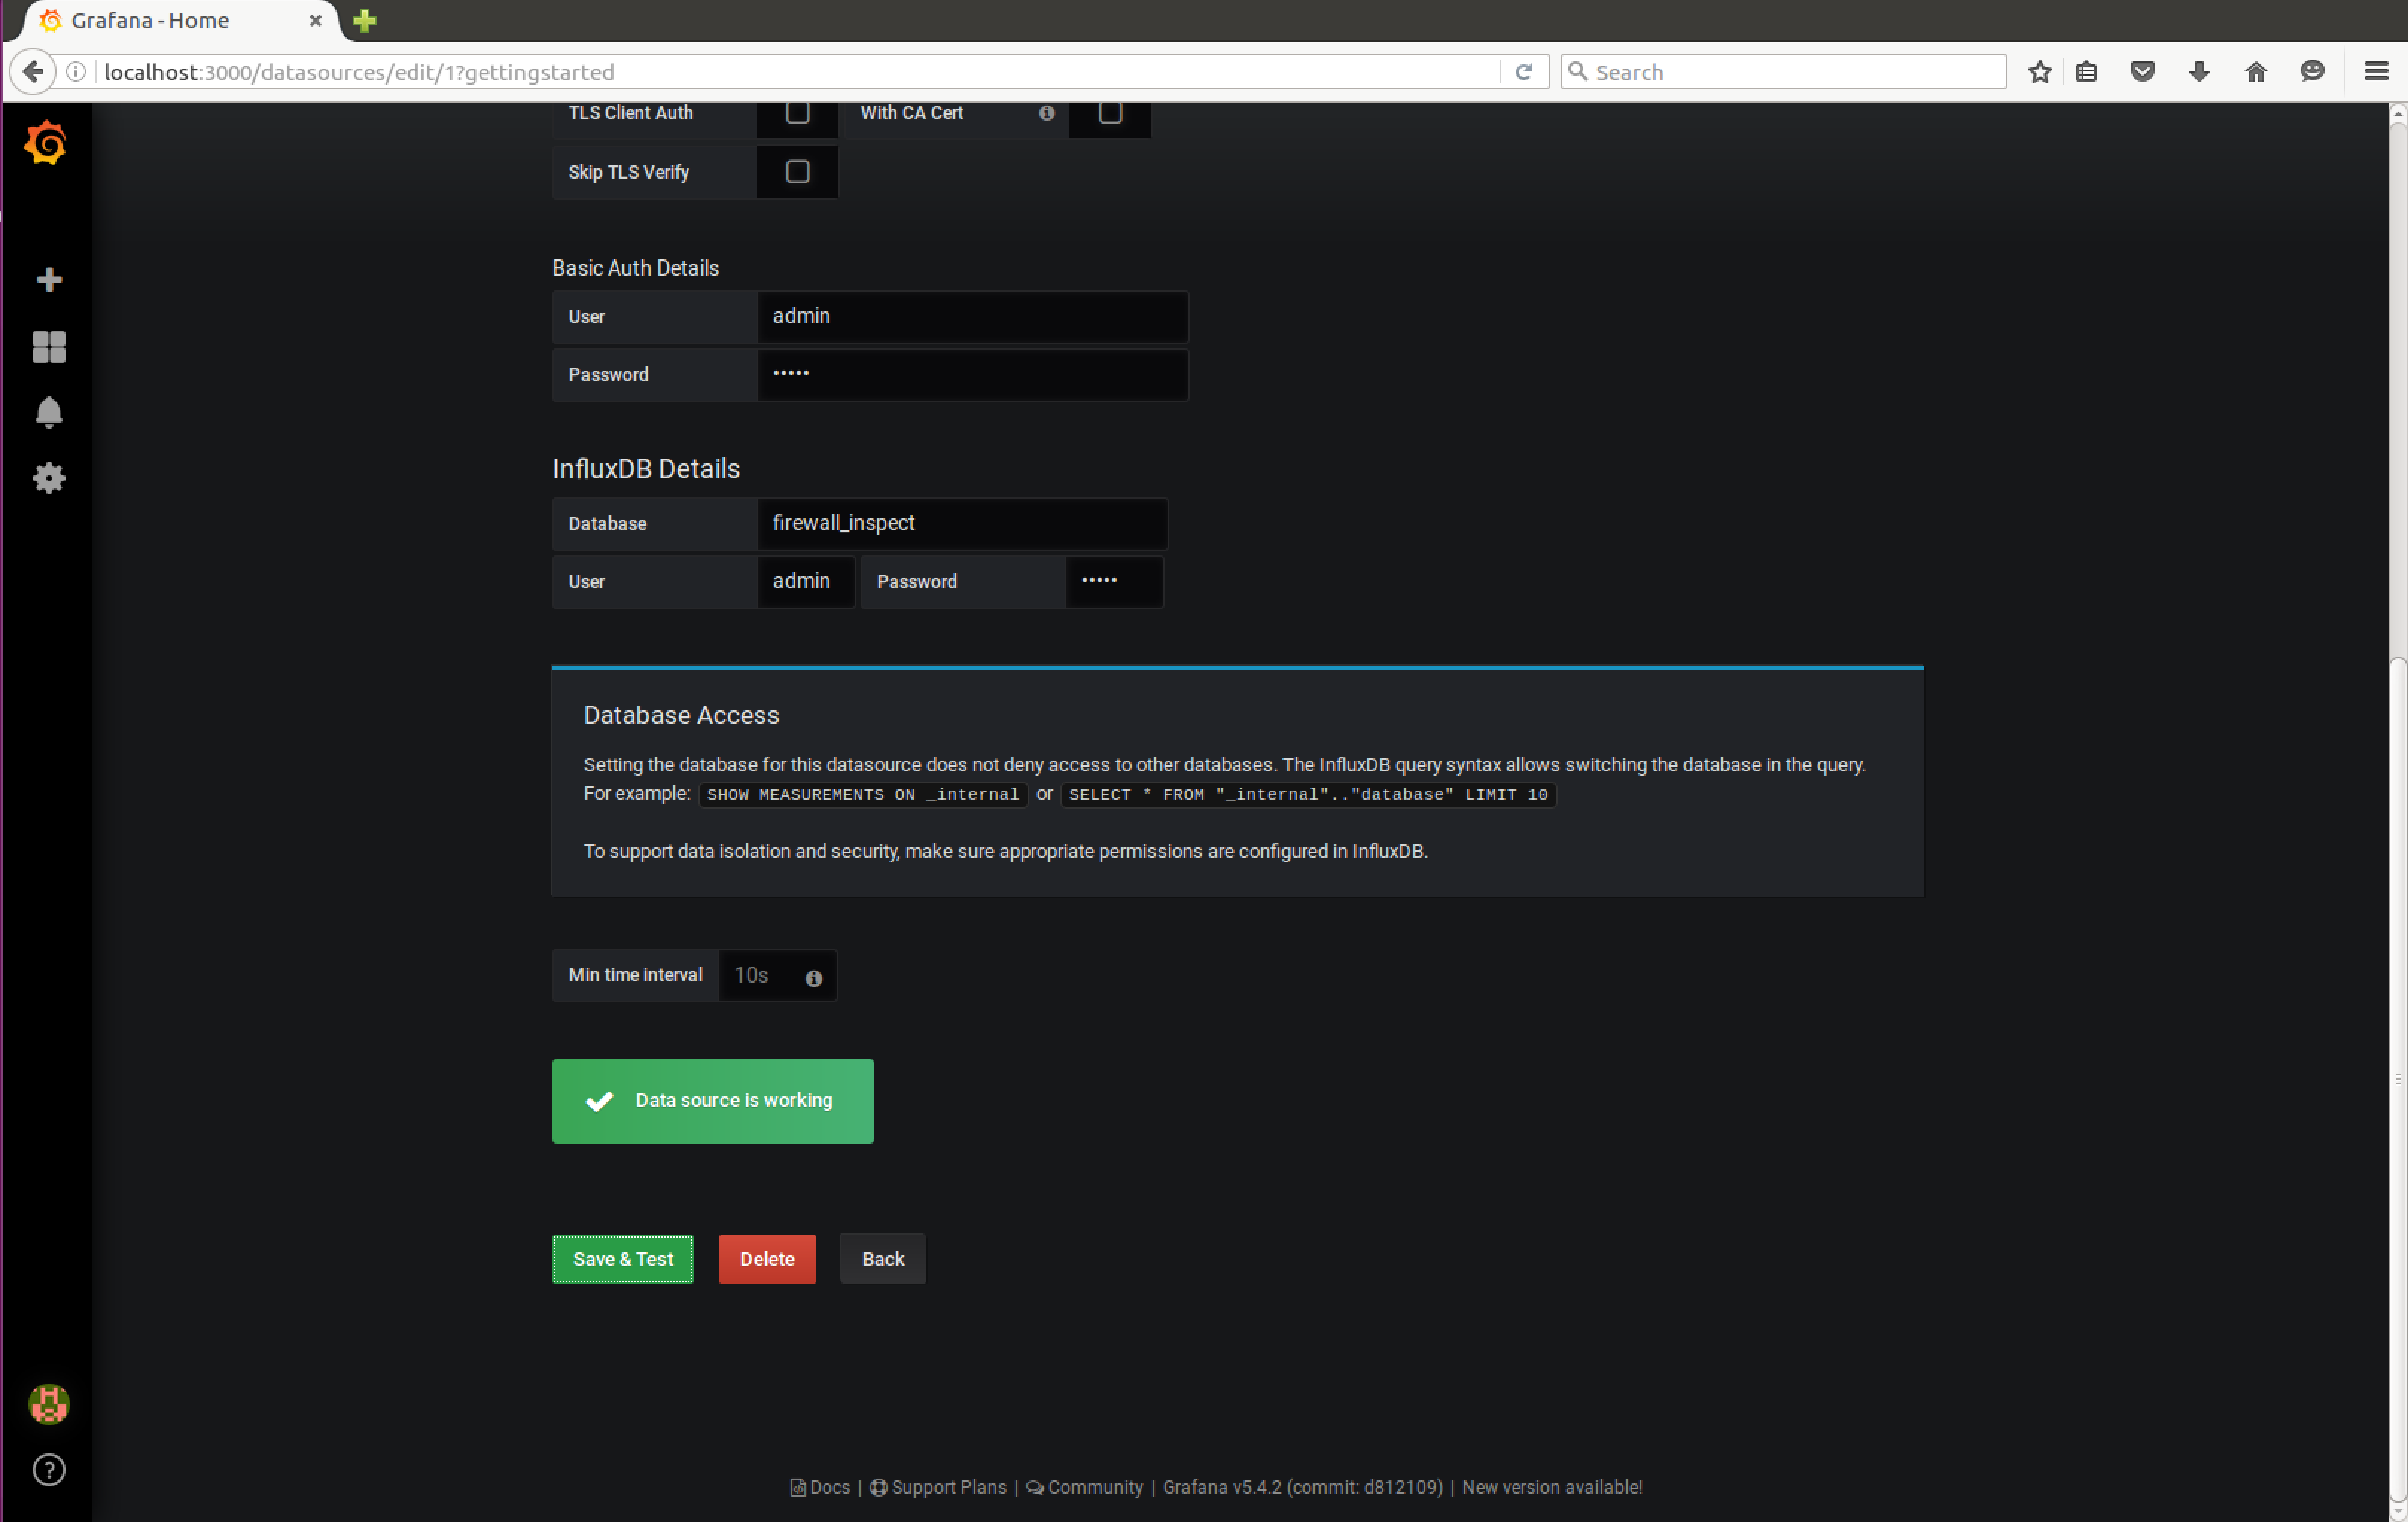 Grafana - Home
localhost:3000/datasources/edit/1?gettingstarted
Search
TLS Client Auth With CA Cert
Skip TLS Verify
Basic Auth Details
User admin
Password •••••
InfluxDB Details
Database firewall_inspect
User admin Password •••••
Database Access
Setting the database for this datasource does not deny access to other databases. The InfluxDB query syntax allows switching the database in the query.
For example: SHOW MEASUREMENTS ON _internal or SELECT * FROM "_internal".."database" LIMIT 10
To support data isolation and security, make sure appropriate permissions are configured in InfluxDB.
Min time interval 10s
Data source is working
Save & Test Delete Back
Docs | Support Plans | Community | Grafana v5.4.2 (commit: d812109) | New version available!